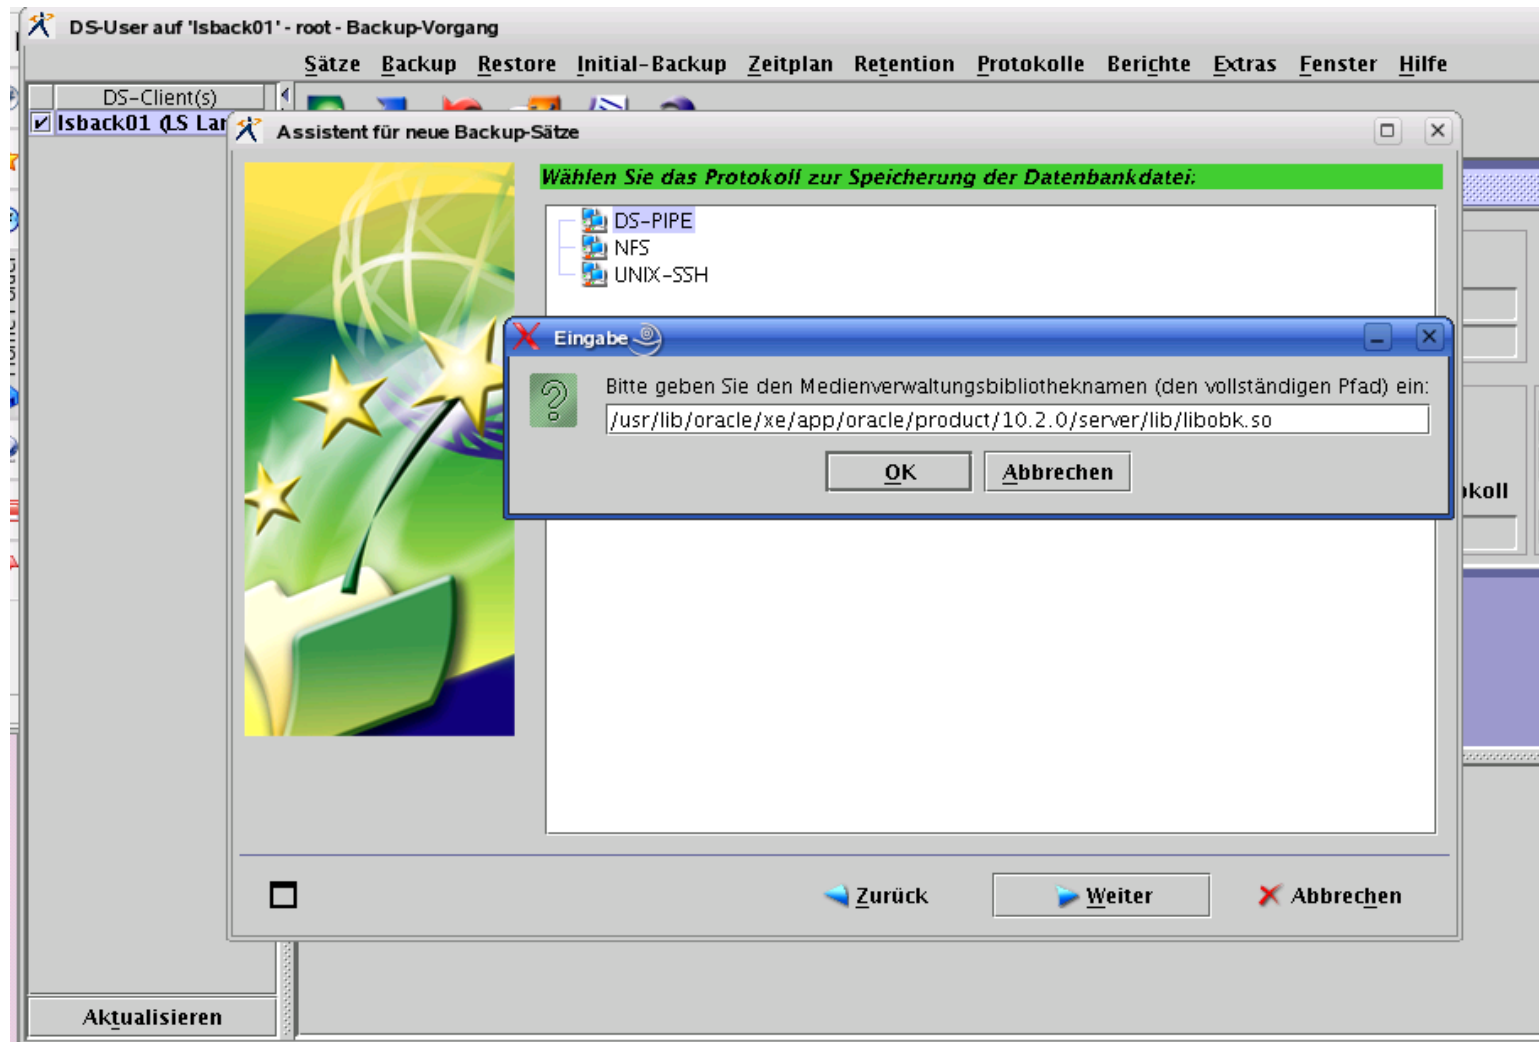 DS-User auf 'lsback01' - root - Backup-Vorgang
Sätze Backup Restore Initial-Backup Zeitplan Retention Protokolle Berichte Extras Fenster Hilfe
DS-Client(s)
lsback01 (LS Lan
Assistent für neue Backup-Sätze
Wählen Sie das Protokoll zur Speicherung der Datenbankdatei:
DS-PIPE
NFS
UNIX-SSH
Eingabe
Bitte geben Sie den Medienverwaltungsbibliotheknamen (den vollständigen Pfad) ein:
/usr/lib/oracle/xe/app/oracle/product/10.2.0/server/lib/libobk.so
OK Abbrechen
okoll
Zurück Weiter Abbrechen
Aktualisieren